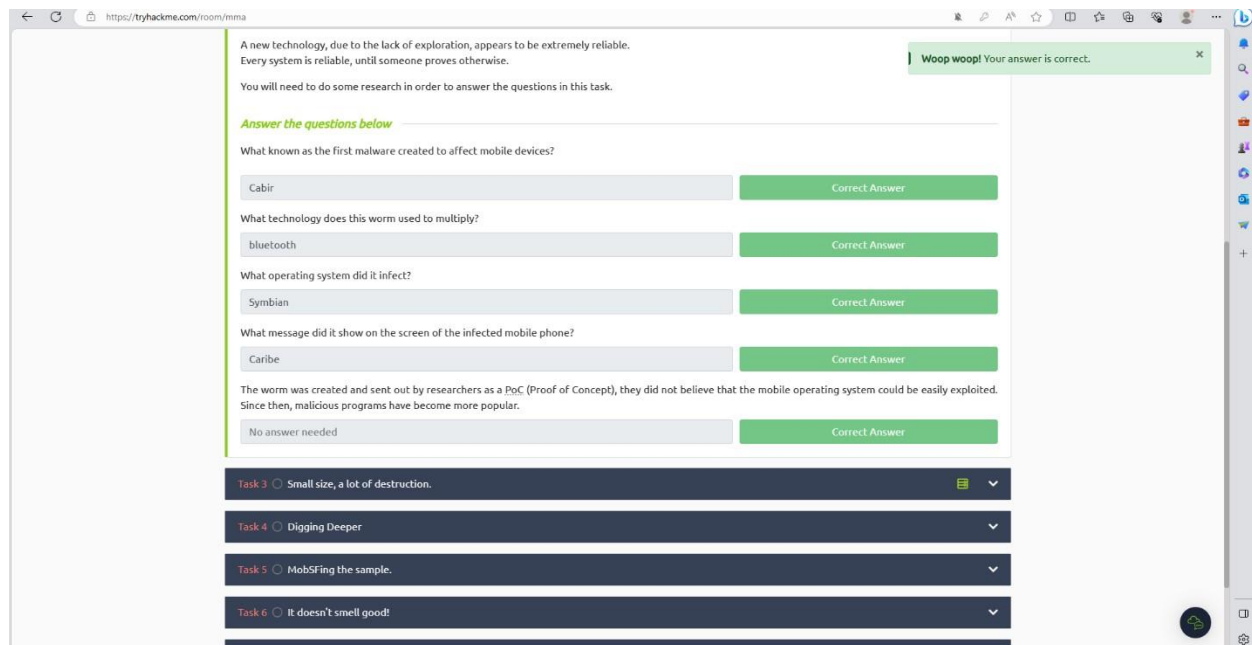 https://tryhackme.com/room/mma
A new technology, due to the lack of exploration, appears to be extremely reliable.
Every system is reliable, until someone proves otherwise.
Woop woop! Your answer is correct.
You will need to do some research in order to answer the questions in this task.
Answer the questions below
What known as the first malware created to affect mobile devices?
Cabir
Correct Answer
What technology does this worm used to multiply?
bluetooth
Correct Answer
What operating system did it infect?
Symbian
Correct Answer
What message did it show on the screen of the infected mobile phone?
Caribe
Correct Answer
The worm was created and sent out by researchers as a PoC (Proof of Concept), they did not believe that the mobile operating system could be easily exploited.
Since then, malicious programs have become more popular.
No answer needed
Correct Answer
Task 3 Small size, a lot of destruction.
Task 4 Digging Deeper
Task 5 MobSFing the sample.
Task 6 It doesn't smell good!